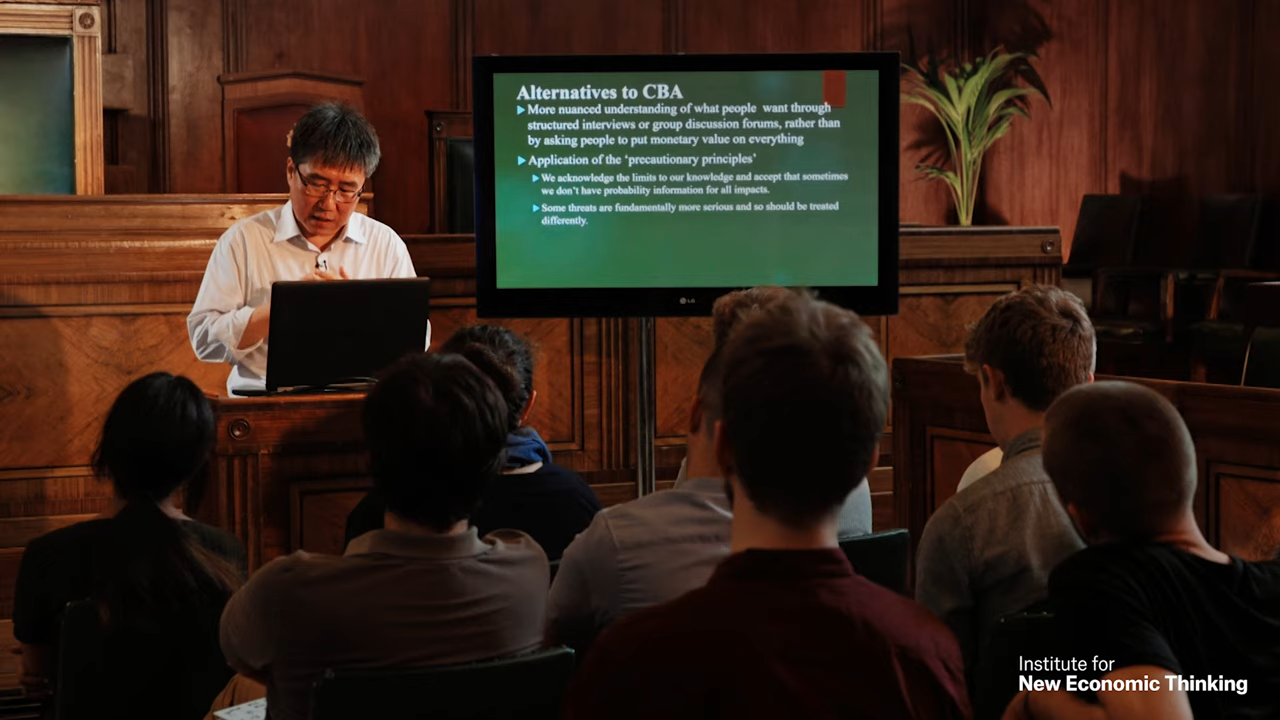 Alternatives to CBA
More nuanced understanding of what people want through
structured interviews or group discussion forums, rather than
by asking people to put monetary value on everything
Application of the ‘precautionary principles’
We acknowledge the limits to our knowledge and accept that sometimes
we don’t have probability information for all impacts.
Some threats are fundamentally more serious and so should be treated
differently.
LG
Institute for
New Economic Thinking